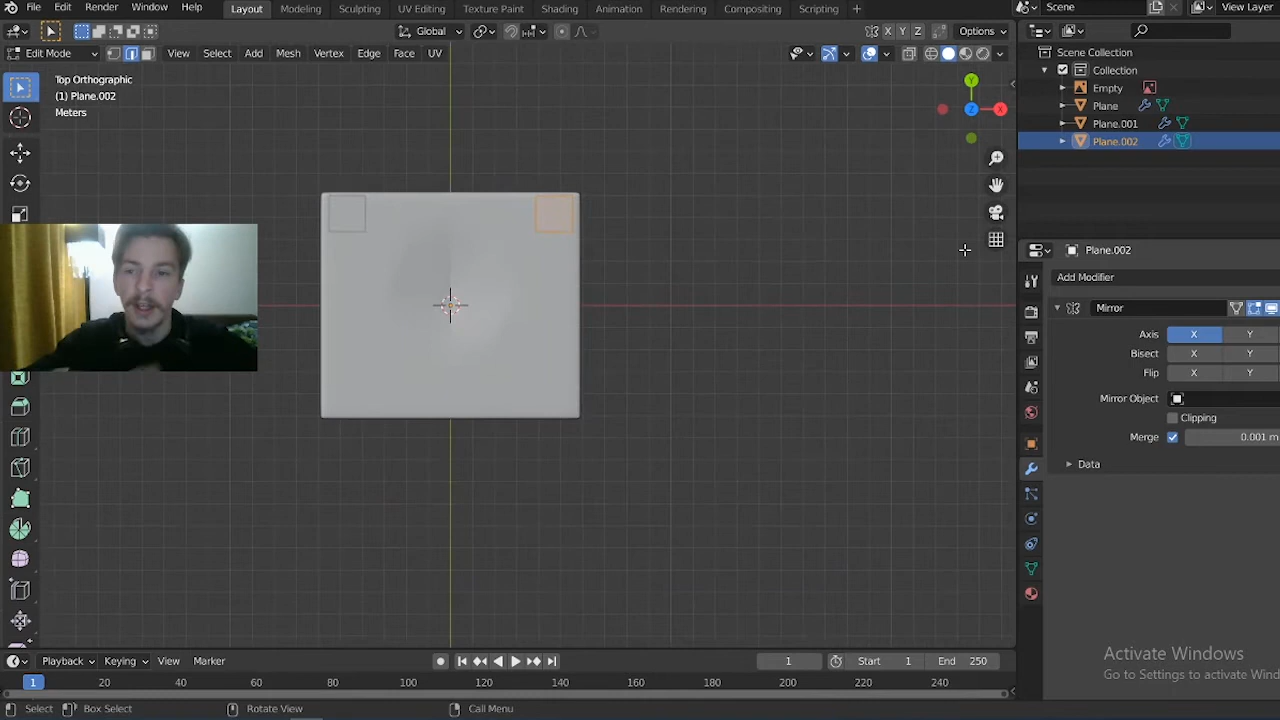 File Edit Render Window Help Layout Modeling Sculpting UV Editing Texture Paint Shading Animation Rendering Compositing Scripting + Scene View Layer
Global X Y Z Options
Edit Mode View Select Add Mesh Vertex Edge Face UV
Scene Collection
Collection
Empty
Plane
Plane.001
Plane.002
Top Orthographic
(1) Plane.002
Meters
Y
Z
X
Plane.002
Add Modifier
Mirror
Axis X Y
Bisect X Y
Flip X Y
Mirror Object
Clipping
Merge 0.001 m
Data
Activate Windows
Go to Settings to activate Wind
Playback Keying View Marker 1 Start 1 End 250
1 20 40 60 80 100 120 140 160 180 200 220 240
Select Box Select Rotate View Call Menu